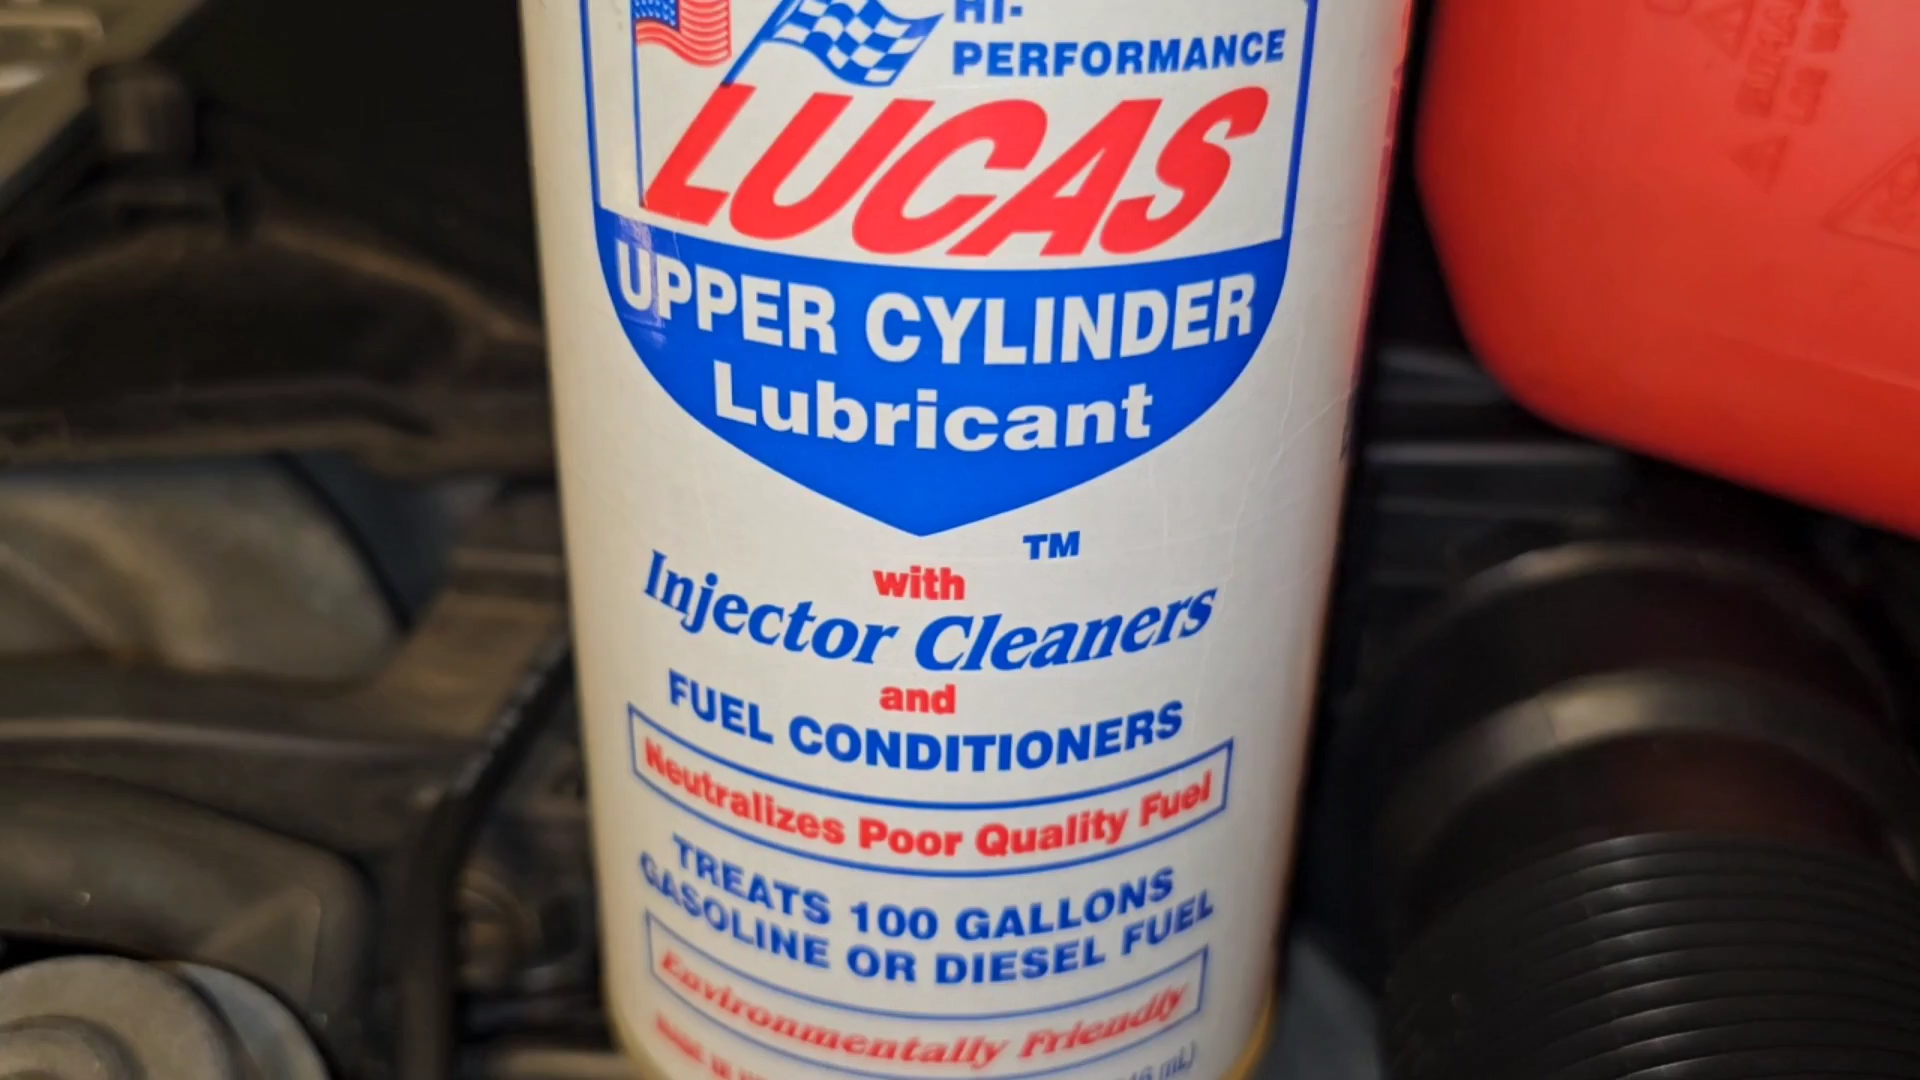 HI-
PERFORMANCE
LUCAS
UPPER CYLINDER
Lubricant
TM
with
Injector Cleaners
and
FUEL CONDITIONERS
Neutralizes Poor Quality Fuel
TREATS 100 GALLONS
GASOLINE OR DIESEL FUEL
Environmentally Friendly